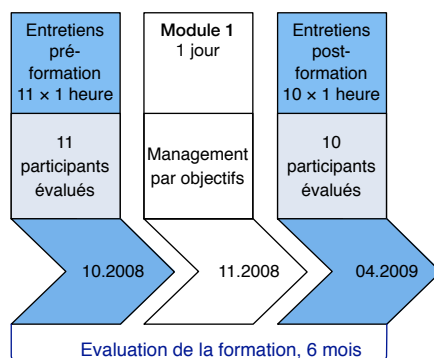 Entretiens
pré-
formation
11 × 1 heure
11
participants
évalués
10.2008
Module 1
1 jour
Management
par objectifs
11.2008
Entretiens
post-
formation
10 × 1 heure
10
participants
évalués
04.2009
Evaluation de la formation, 6 mois